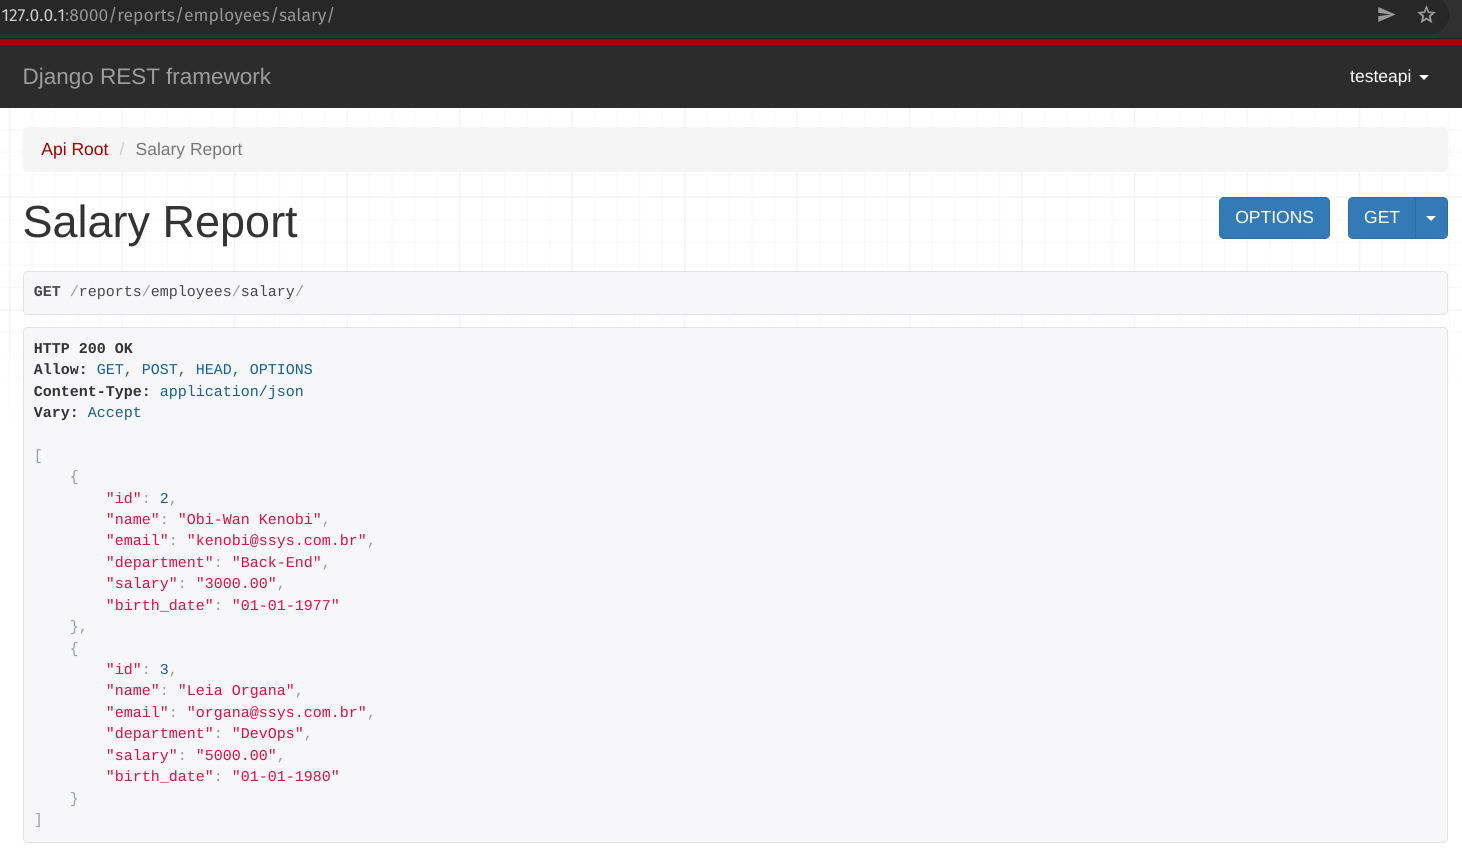 127.0.0.1:8000/reports/employees/salary/
Django REST framework
testeapi
Api Root / Salary Report
Salary Report
OPTIONS
GET
GET /reports/employees/salary/
HTTP 200 OK
Allow: GET, POST, HEAD, OPTIONS
Content-Type: application/json
Vary: Accept
[
    {
        "id": 2,
        "name": "Obi-Wan Kenobi",
        "email": "kenobi@ssys.com.br",
        "department": "Back-End",
        "salary": "3000.00",
        "birth_date": "01-01-1977"
    },
    {
        "id": 3,
        "name": "Leia Organa",
        "email": "organa@ssys.com.br",
        "department": "DevOps",
        "salary": "5000.00",
        "birth_date": "01-01-1980"
    }
]